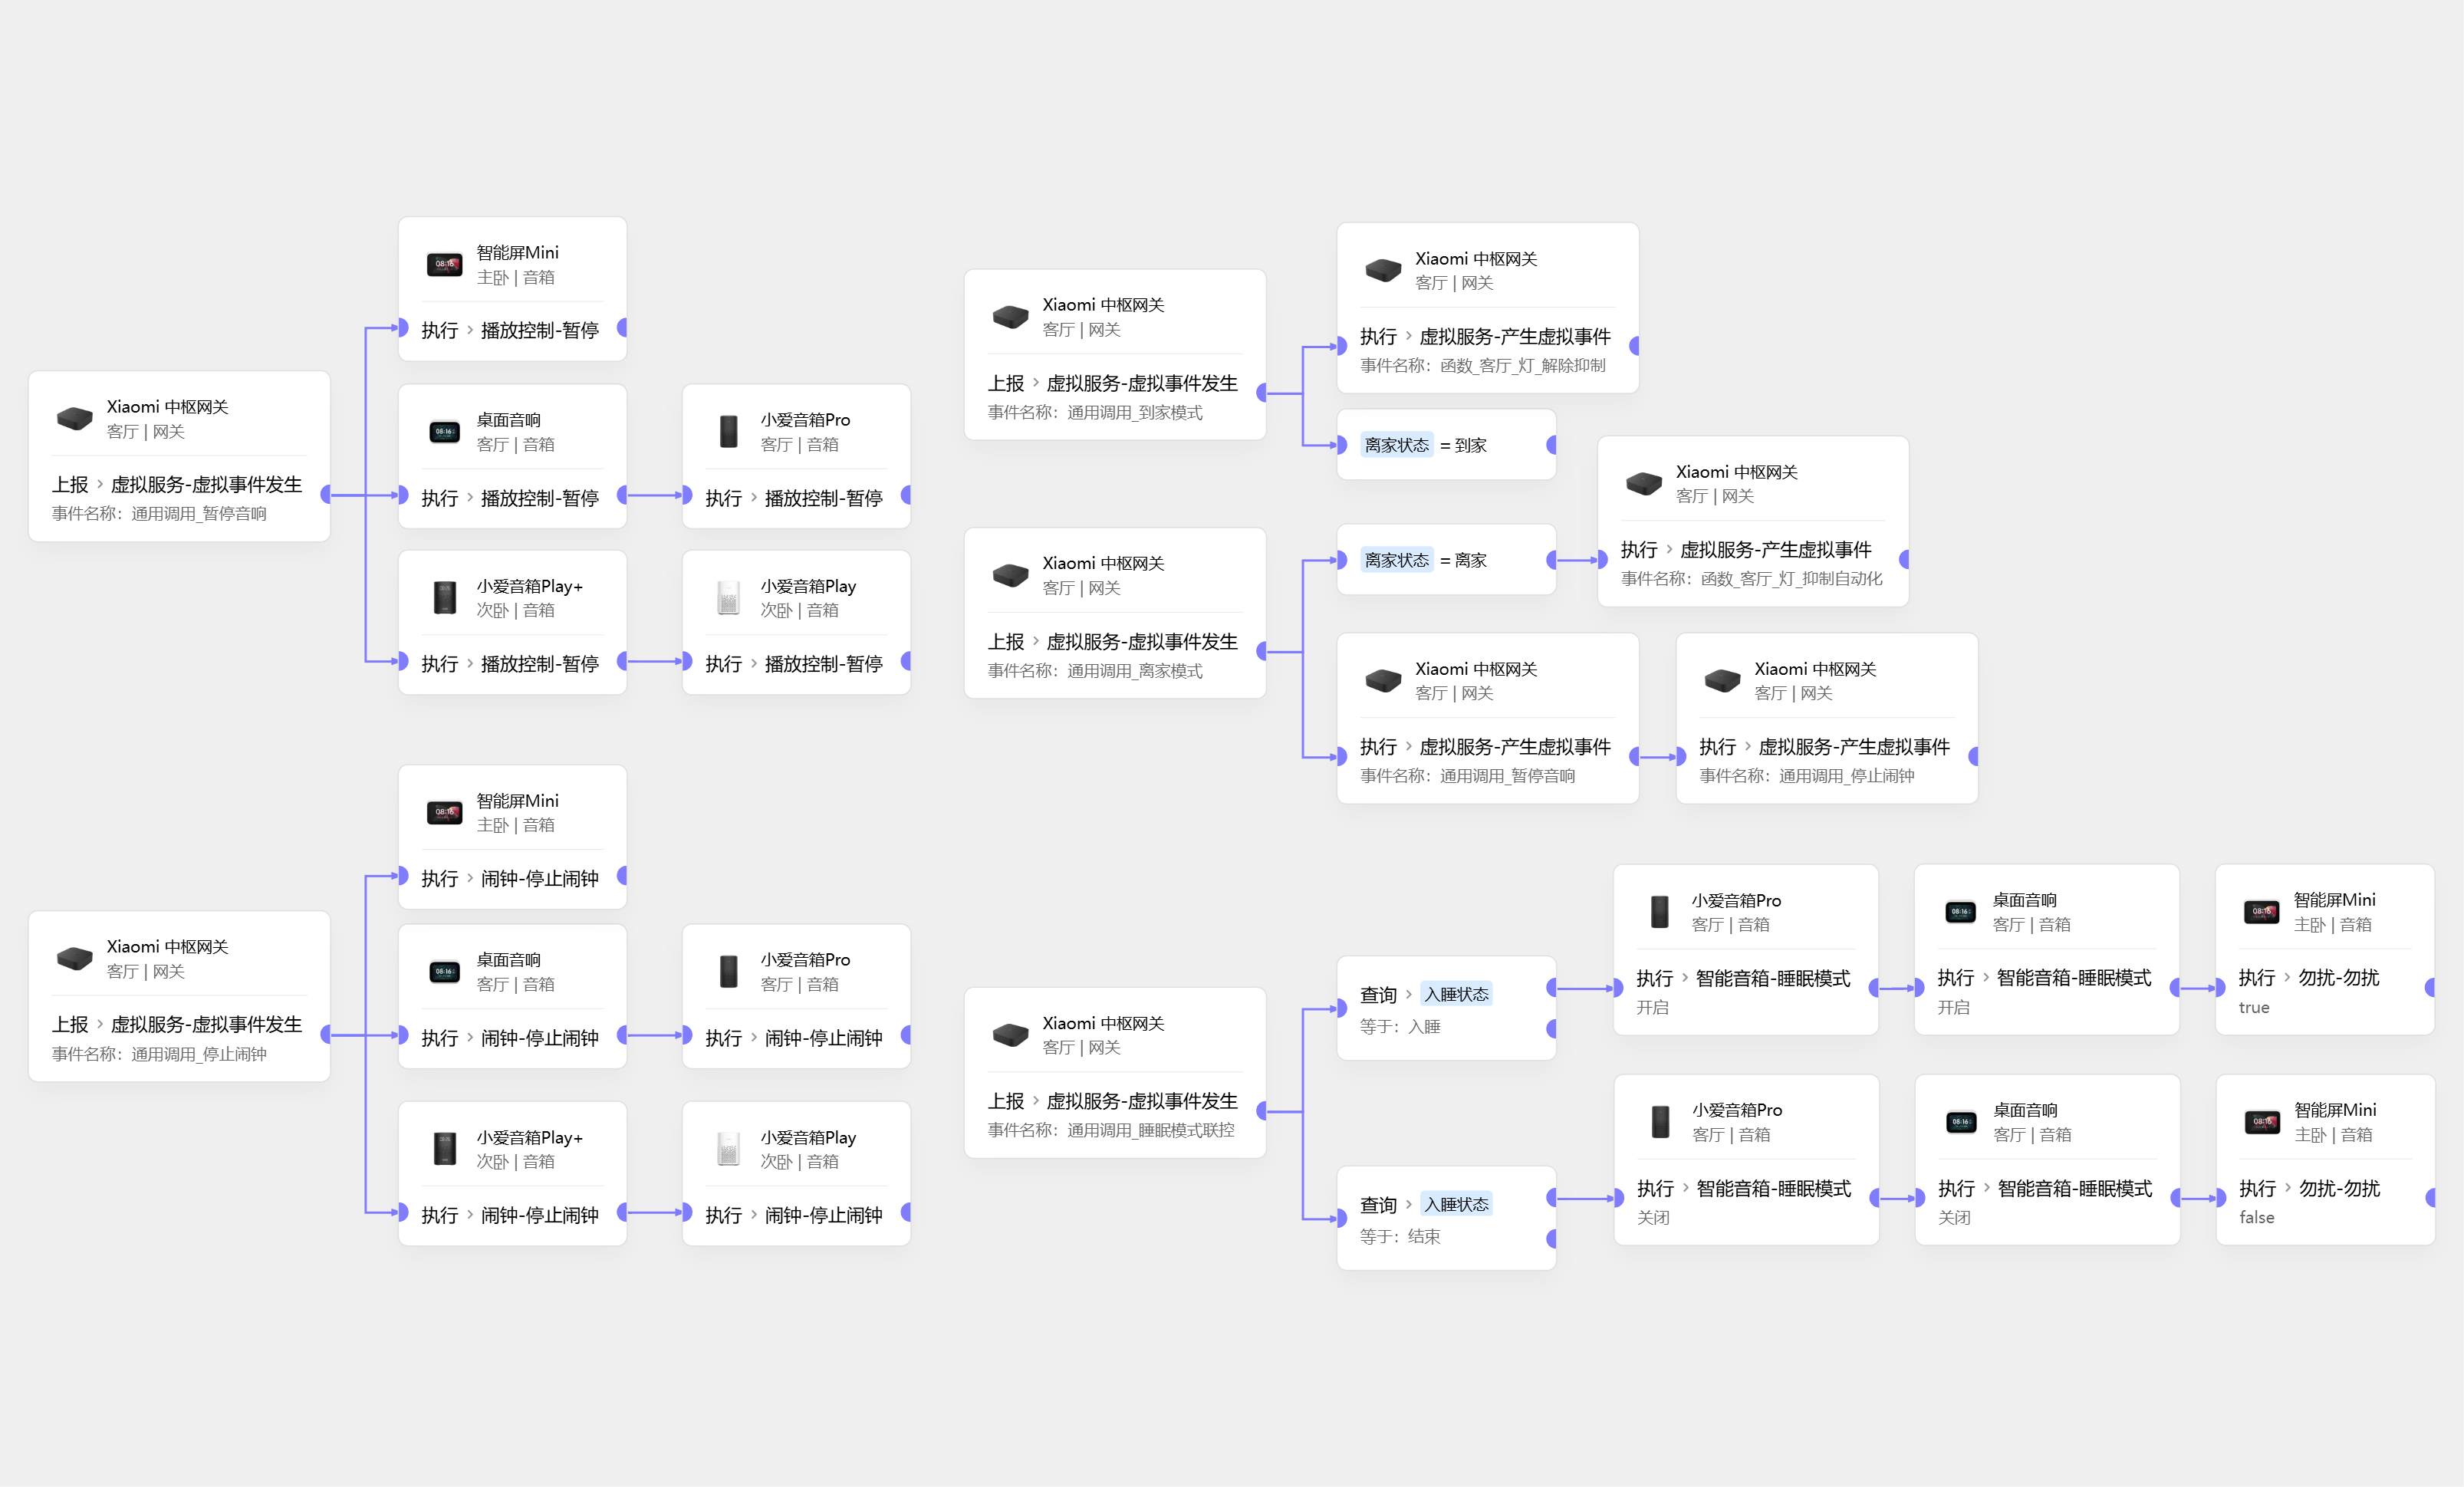 智能屏Mini
主卧 | 音箱
执行 > 播放控制-暂停
Xiaomi 中枢网关
客厅 | 网关
上报 > 虚拟服务-虚拟事件发生
事件名称：通用调用_暂停音响
桌面音响
客厅 | 音箱
执行 > 播放控制-暂停
小爱音箱Pro
客厅 | 音箱
执行 > 播放控制-暂停
小爱音箱Play+
次卧 | 音箱
执行 > 播放控制-暂停
小爱音箱Play
次卧 | 音箱
执行 > 播放控制-暂停
智能屏Mini
主卧 | 音箱
执行 > 闹钟-停止闹钟
Xiaomi 中枢网关
客厅 | 网关
上报 > 虚拟服务-虚拟事件发生
事件名称：通用调用_停止闹钟
桌面音响
客厅 | 音箱
执行 > 闹钟-停止闹钟
小爱音箱Pro
客厅 | 音箱
执行 > 闹钟-停止闹钟
小爱音箱Play+
次卧 | 音箱
执行 > 闹钟-停止闹钟
小爱音箱Play
次卧 | 音箱
执行 > 闹钟-停止闹钟
Xiaomi 中枢网关
客厅 | 网关
上报 > 虚拟服务-虚拟事件发生
事件名称：通用调用_到家模式
Xiaomi 中枢网关
客厅 | 网关
执行 > 虚拟服务-产生虚拟事件
事件名称：函数_客厅_灯_解除抑制
离家状态 = 到家
Xiaomi 中枢网关
客厅 | 网关
上报 > 虚拟服务-虚拟事件发生
事件名称：通用调用_离家模式
离家状态 = 离家
Xiaomi 中枢网关
客厅 | 网关
执行 > 虚拟服务-产生虚拟事件
事件名称：函数_客厅_灯_抑制自动化
Xiaomi 中枢网关
客厅 | 网关
执行 > 虚拟服务-产生虚拟事件
事件名称：通用调用_暂停音响
Xiaomi 中枢网关
客厅 | 网关
执行 > 虚拟服务-产生虚拟事件
事件名称：通用调用_停止闹钟
Xiaomi 中枢网关
客厅 | 网关
上报 > 虚拟服务-虚拟事件发生
事件名称：通用调用_睡眠模式联控
查询 > 入睡状态
等于：入睡
小爱音箱Pro
客厅 | 音箱
执行 > 智能音箱-睡眠模式
开启
桌面音响
客厅 | 音箱
执行 > 智能音箱-睡眠模式
开启
智能屏Mini
主卧 | 音箱
执行 > 勿扰-勿扰
true
查询 > 入睡状态
等于：结束
小爱音箱Pro
客厅 | 音箱
执行 > 智能音箱-睡眠模式
关闭
桌面音响
客厅 | 音箱
执行 > 智能音箱-睡眠模式
关闭
智能屏Mini
主卧 | 音箱
执行 > 勿扰-勿扰
false